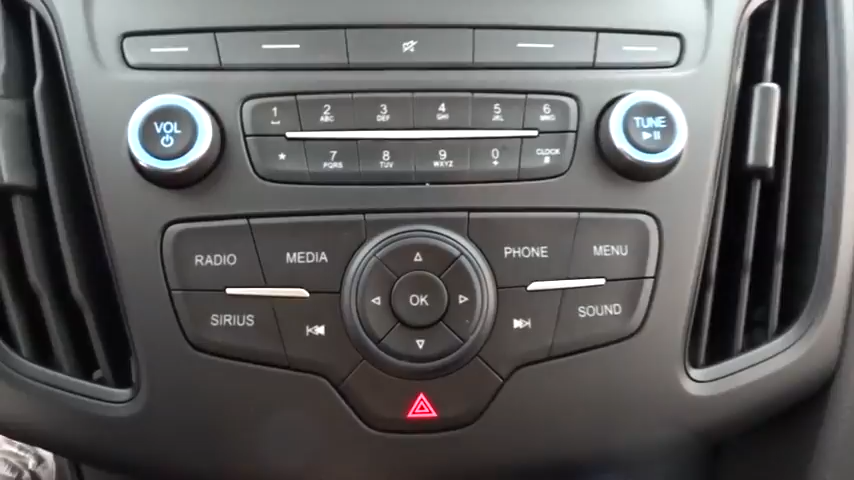 1 2 ABC 3 DEF 4 GHI 5 JKL 6 MNO
VOL
TUNE
* 7 PQRS 8 TUV 9 WXYZ 0 + CLOCK #
RADIO MEDIA PHONE MENU
OK
SIRIUS SOUND